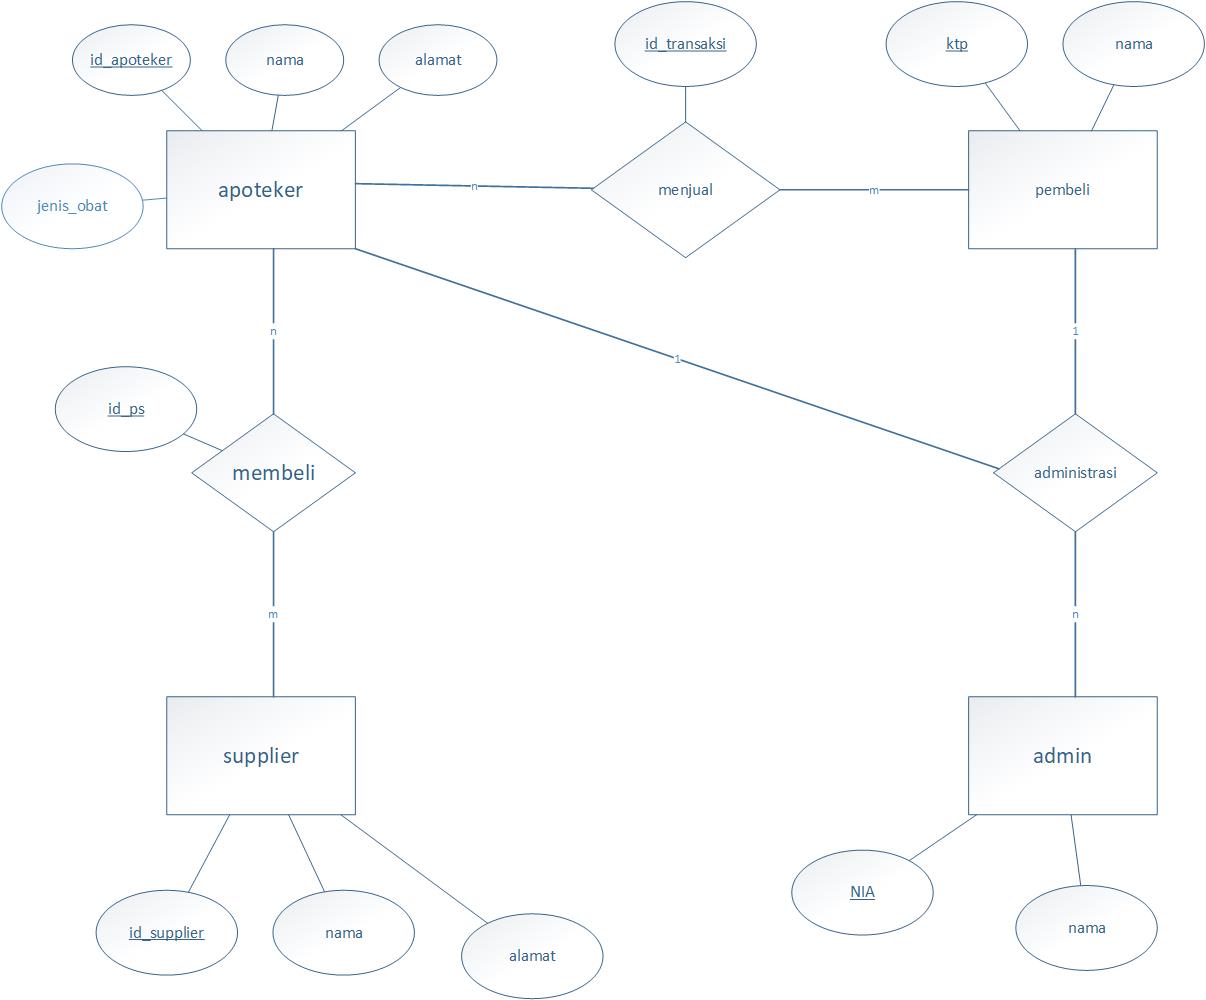 id_apoteker
nama
alamat
id_transaksi
ktp
nama
jenis_obat
apoteker
n
menjual
m
pembeli
n
1
1
id_ps
membeli
administrasi
m
n
supplier
admin
id_supplier
nama
alamat
NIA
nama